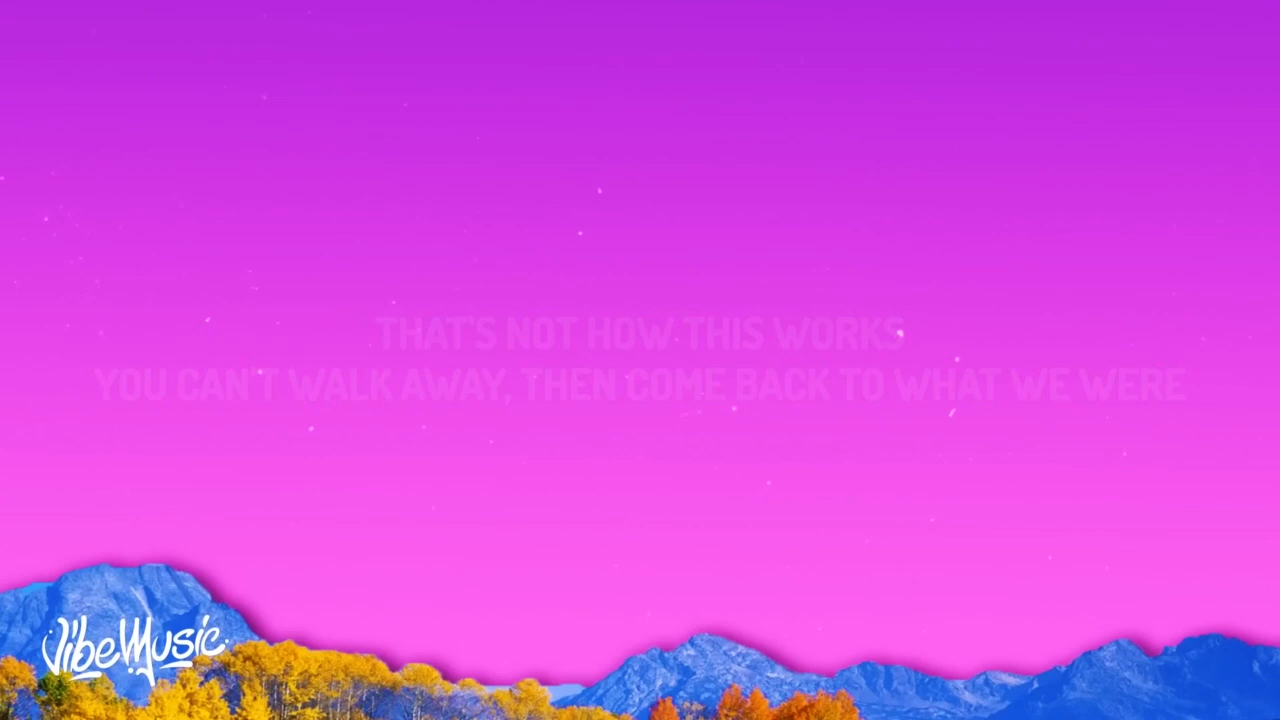 THAT'S NOT HOW THIS WORKS
YOU CAN'T WALK AWAY, THEN COME BACK TO WHAT WE WERE
VibeMusic